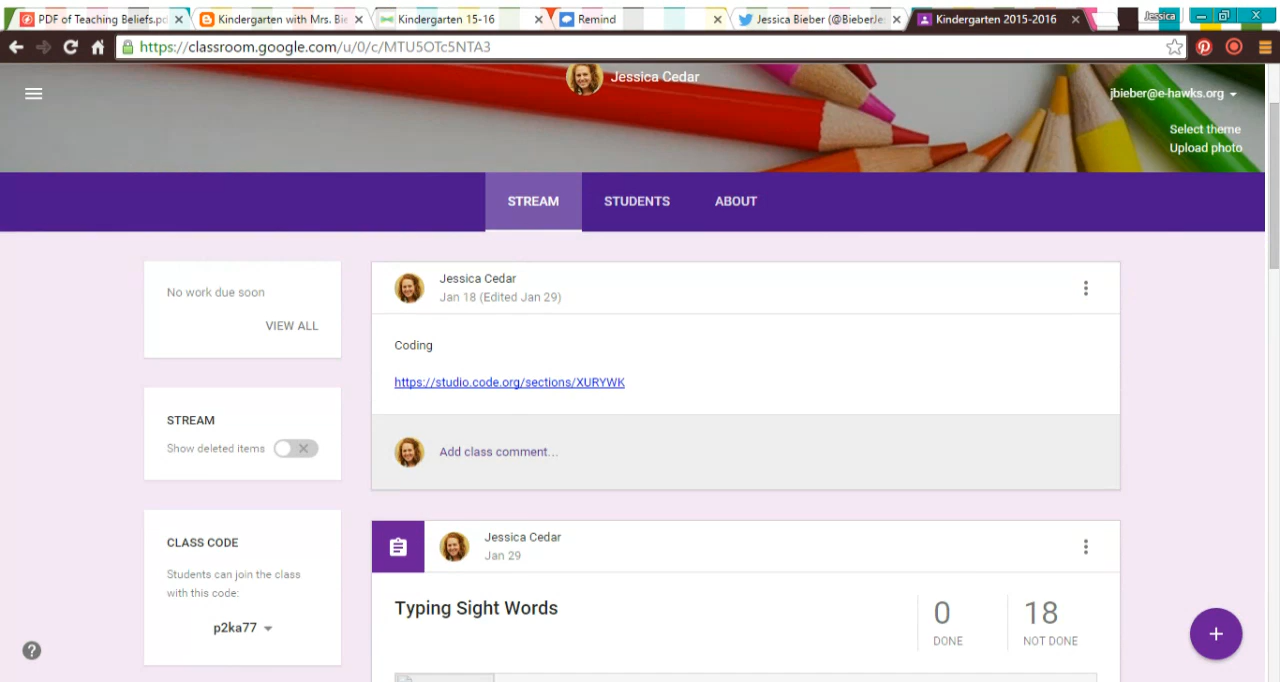 PDF of Teaching Beliefs.pd
Kindergarten with Mrs. Bie
Kindergarten 15-16
Remind
Jessica Bieber (@BieberJe
Kindergarten 2015-2016
Jessica
https://classroom.google.com/u/0/c/MTU5OTc5NTA3
Jessica Cedar
jbieber@e-hawks.org
Select theme
Upload photo
STREAM
STUDENTS
ABOUT
No work due soon
VIEW ALL
STREAM
Show deleted items
CLASS CODE
Students can join the class
with this code:
p2ka77
Jessica Cedar
Jan 18 (Edited Jan 29)
Coding
https://studio.code.org/sections/XURYWK
Add class comment...
Jessica Cedar
Jan 29
Typing Sight Words
0
DONE
18
NOT DONE